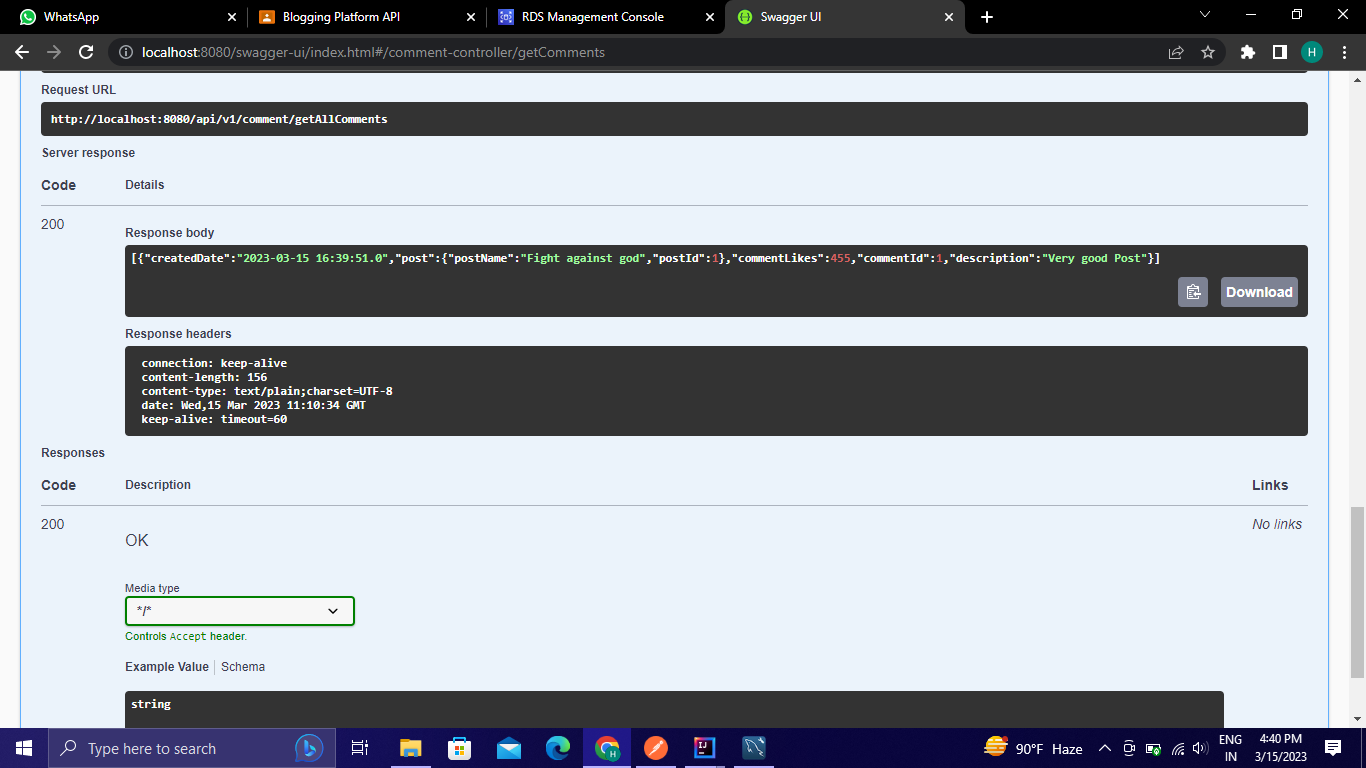 WhatsApp
Blogging Platform API
RDS Management Console
Swagger UI
localhost:8080/swagger-ui/index.html#/comment-controller/getComments
H
Request URL
http://localhost:8080/api/v1/comment/getAllComments
Server response
Code Details
200
Response body
[{"createdDate":"2023-03-15 16:39:51.0","post":{"postName":"Fight against god","postId":1},"commentLikes":455,"commentId":1,"description":"Very good Post"}]
Download
Response headers
connection: keep-alive
content-length: 156
content-type: text/plain;charset=UTF-8
date: Wed,15 Mar 2023 11:10:34 GMT
keep-alive: timeout=60
Responses
Code Description Links
200 No links
OK
Media type
*/*
Controls Accept header.
Example Value Schema
string
Type here to search
90°F Haze
ENG
IN
4:40 PM
3/15/2023